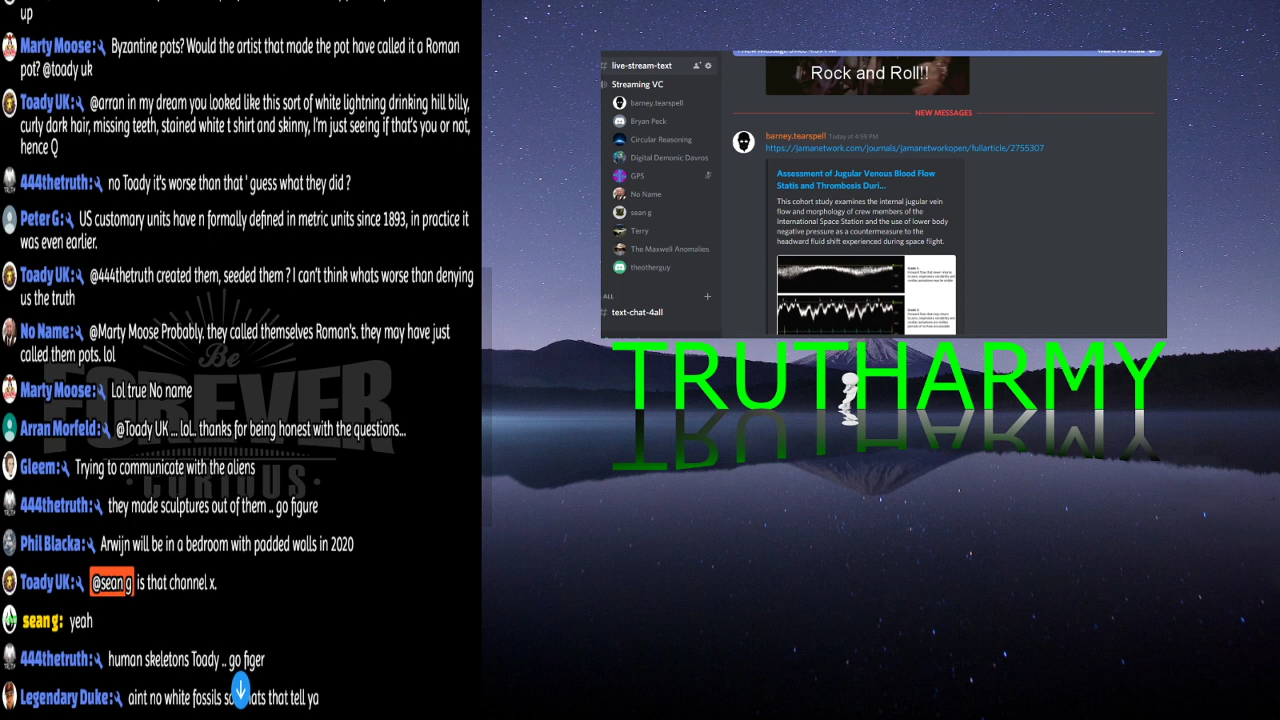 up
Marty Moose: Byzantine pots? Would the artist that made the pot have called it a Roman
pot? @toady uk
Toady UK: @arran in my dream you looked like this sort of white lightning drinking hill billy,
curly dark hair, missing teeth, stained white t shirt and skinny, I'm just seeing if that's you or not,
hence Q
444thetruth: no Toady it's worse than that ' guess what they did ?
Peter G: US customary units have n formally defined in metric units since 1893, in practice it
was even earlier.
Toady UK: @444thetruth created them, seeded them ? I can't think whats worse than denying
us the truth
No Name: @Marty Moose Probably, they called themselves Roman's. they may have just
called them pots. lol
Marty Moose: Lol true No name
Arran Morfeld: @Toady UK ... lol.. thanks for being honest with the questions...
Gleem: Trying to communicate with the aliens
444thetruth: they made sculptures out of them .. go figure
Phil Blacka: Arwijn will be in a bedroom with padded walls in 2020
Toady UK: @sean g is that channel x.
sean g: yeah
444thetruth: human skeletons Toady .. go figer
Legendary Duke: aint no white fossils that tell ya
the
FOREVER
CURIOUS
live-stream-text
Streaming VC
barney.tearspell
Bryan Peck
Circular Reasoning
Digital Demonic Davros
GPS
No Name
sean g
Terry
The Maxwell Anomalies
theotherguy
ALL
text-chat-4all
Rock and Roll!!
NEW MESSAGES
barney.tearspell Today at 4:59 PM
https://jamanetwork.com/journals/jamanetworkopen/fullarticle/2755307
Assessment of Jugular Venous Blood Flow
Statis and Thrombosis Duri...
This cohort study examines the internal jugular vein
flow and morphology of crew members of the
International Space Station and the use of lower body
negative pressure as a countermeasure to the
headward fluid shift experienced during space flight.
TRUTHARMY